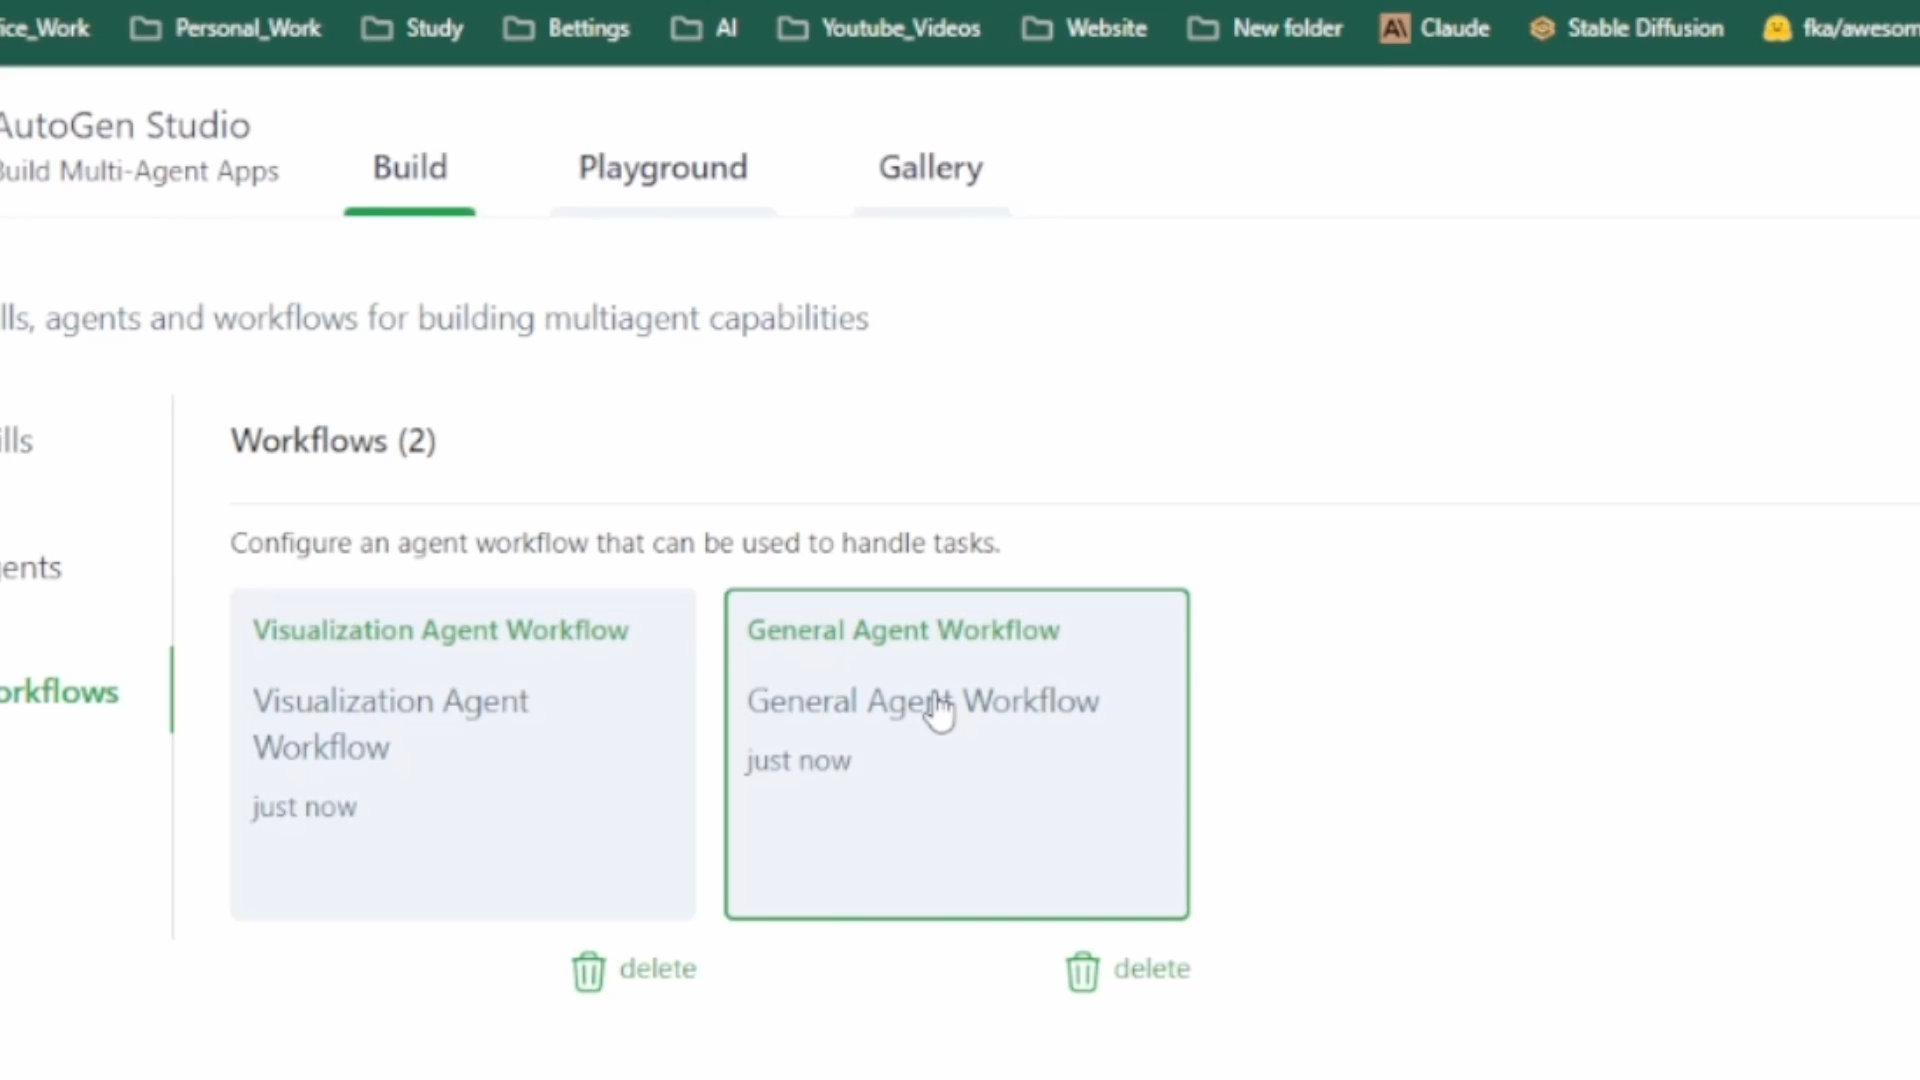 ice_Work Personal_Work Study Bettings AI Youtube_Videos Website New folder Claude Stable Diffusion fka/awesom
AutoGen Studio
Build Multi-Agent Apps
Build Playground Gallery
lls, agents and workflows for building multiagent capabilities
ills
gents
orkflows
Workflows (2)
Configure an agent workflow that can be used to handle tasks.
Visualization Agent Workflow
Visualization Agent
Workflow
just now
delete
General Agent Workflow
General Agent Workflow
just now
delete